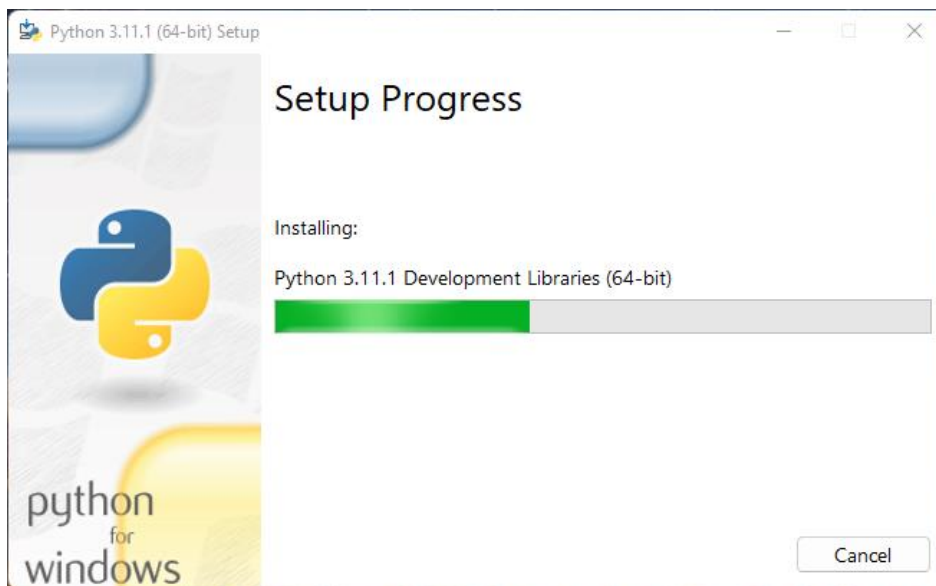 Python 3.11.1 (64-bit) Setup
Setup Progress
Installing:
Python 3.11.1 Development Libraries (64-bit)
python
for
windows
Cancel